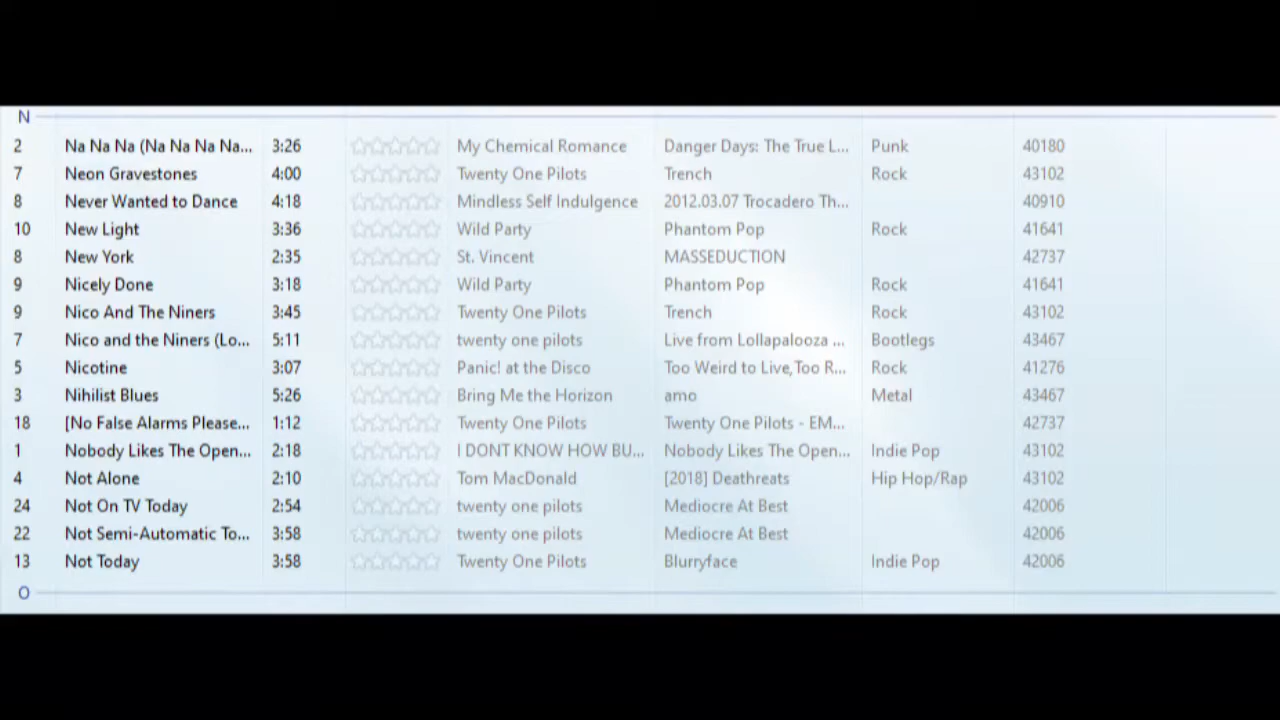 N
2 Na Na Na (Na Na Na Na... 3:26 My Chemical Romance Danger Days: The True L... Punk 40180
7 Neon Gravestones 4:00 Twenty One Pilots Trench Rock 43102
8 Never Wanted to Dance 4:18 Mindless Self Indulgence 2012.03.07 Trocadero Th... 40910
10 New Light 3:36 Wild Party Phantom Pop Rock 41641
8 New York 2:35 St. Vincent MASSEDUCTION 42737
9 Nicely Done 3:18 Wild Party Phantom Pop Rock 41641
9 Nico And The Niners 3:45 Twenty One Pilots Trench Rock 43102
7 Nico and the Niners (Lo... 5:11 twenty one pilots Live from Lollapalooza ... Bootlegs 43467
5 Nicotine 3:07 Panic! at the Disco Too Weird to Live,Too R... Rock 41276
3 Nihilist Blues 5:26 Bring Me the Horizon amo Metal 43467
18 [No False Alarms Please... 1:12 Twenty One Pilots Twenty One Pilots - EM... 42737
1 Nobody Likes The Open... 2:18 I DONT KNOW HOW BU... Nobody Likes The Open... Indie Pop 43102
4 Not Alone 2:10 Tom MacDonald [2018] Deathreats Hip Hop/Rap 43102
24 Not On TV Today 2:54 twenty one pilots Mediocre At Best 42006
22 Not Semi-Automatic To... 3:58 twenty one pilots Mediocre At Best 42006
13 Not Today 3:58 Twenty One Pilots Blurryface Indie Pop 42006
O